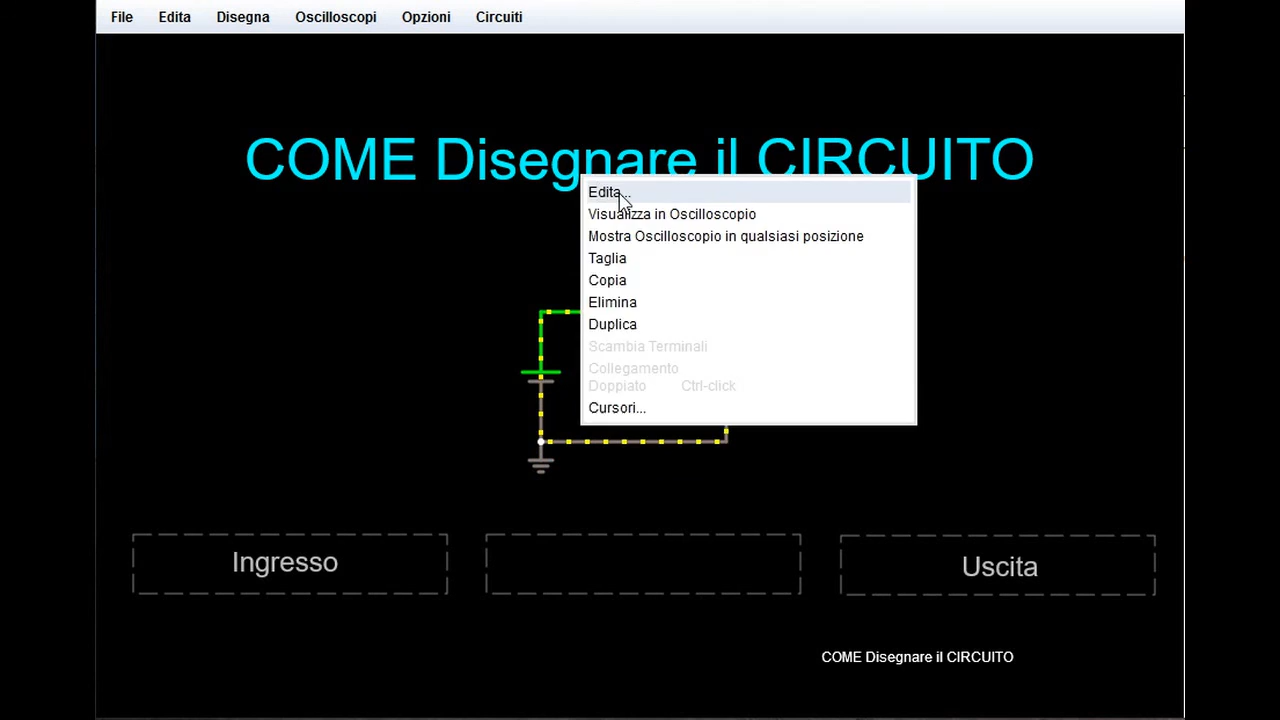 File Edita Disegna Oscilloscopi Opzioni Circuiti
COME Disegnare il CIRCUITO
Edita...
Visualizza in Oscilloscopio
Mostra Oscilloscopio in qualsiasi posizione
Taglia
Copia
Elimina
Duplica
Scambia Terminali
Collegamento
Doppiato Ctrl-click
Cursori...
Ingresso
Uscita
COME Disegnare il CIRCUITO